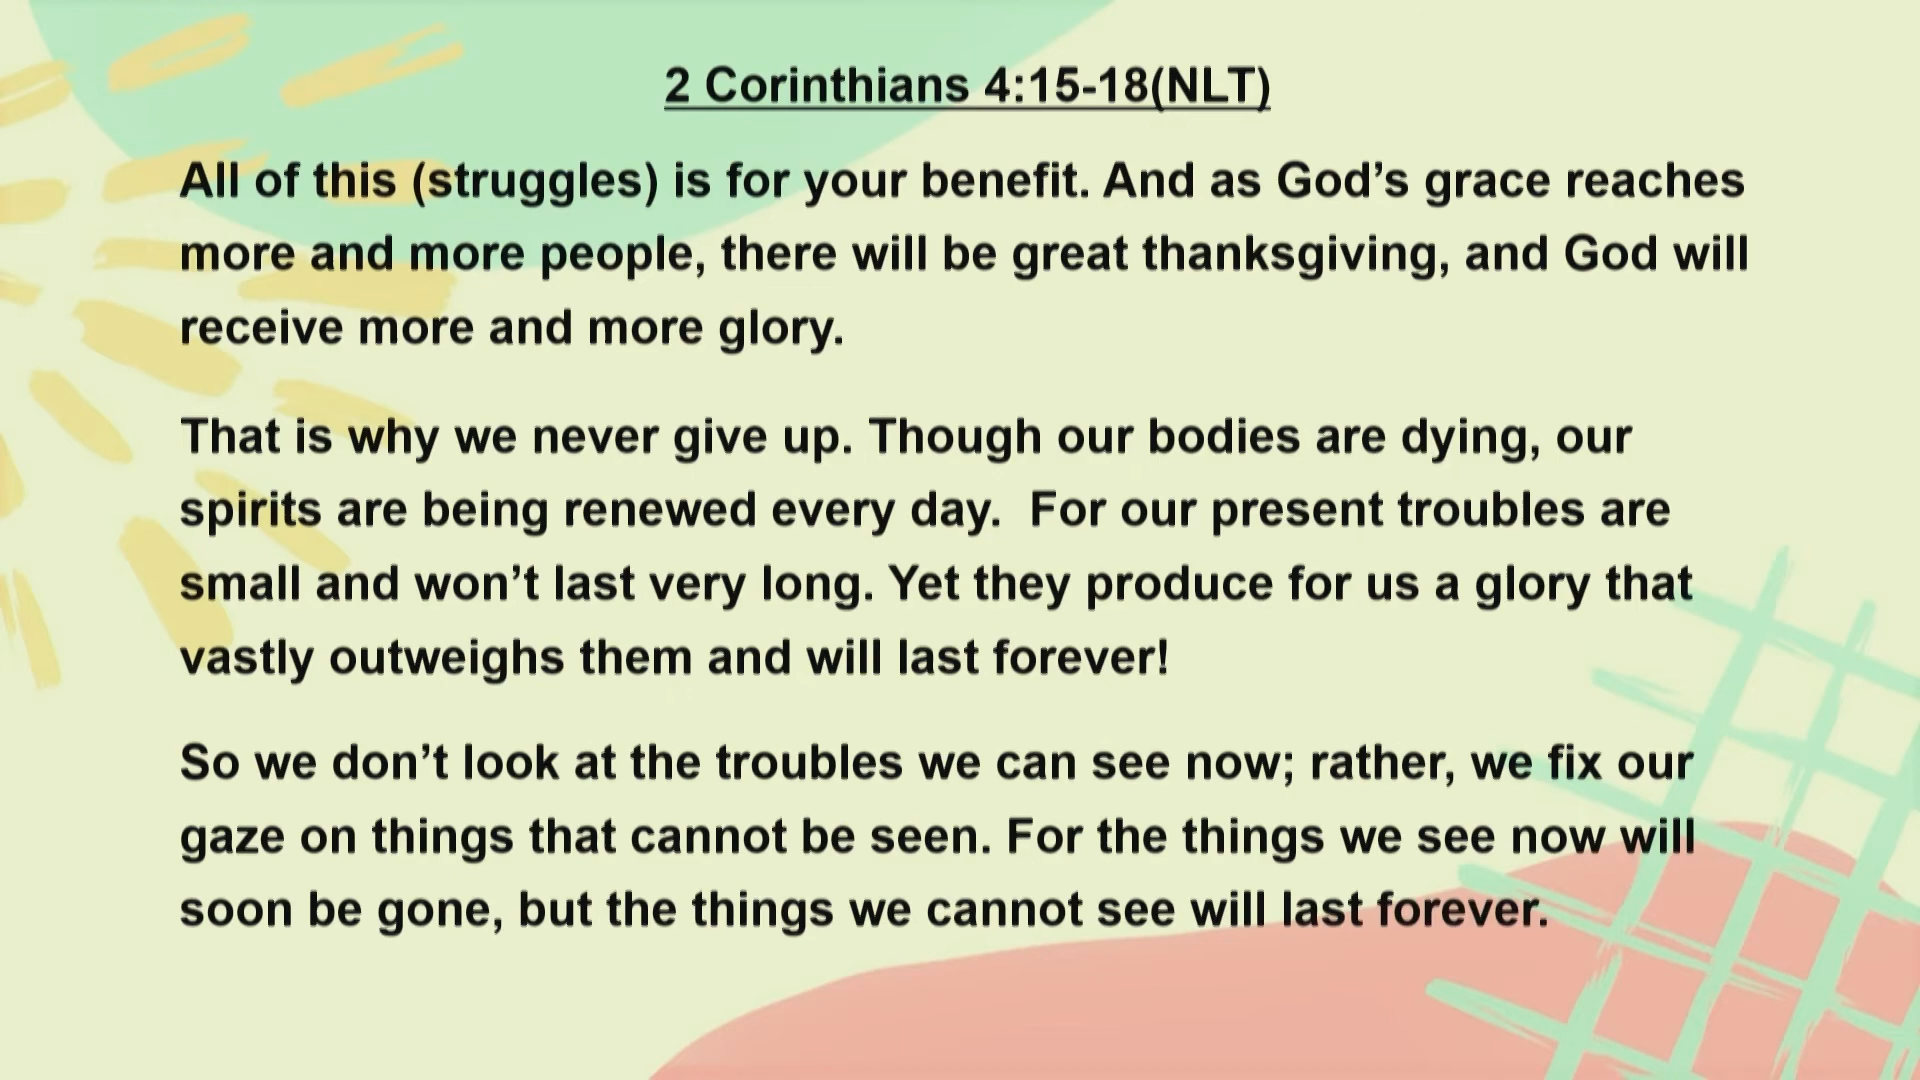 2 Corinthians 4:15-18(NLT)
All of this (struggles) is for your benefit. And as God’s grace reaches
more and more people, there will be great thanksgiving, and God will
receive more and more glory.
That is why we never give up. Though our bodies are dying, our
spirits are being renewed every day.  For our present troubles are
small and won’t last very long. Yet they produce for us a glory that
vastly outweighs them and will last forever!
So we don’t look at the troubles we can see now; rather, we fix our
gaze on things that cannot be seen. For the things we see now will
soon be gone, but the things we cannot see will last forever.